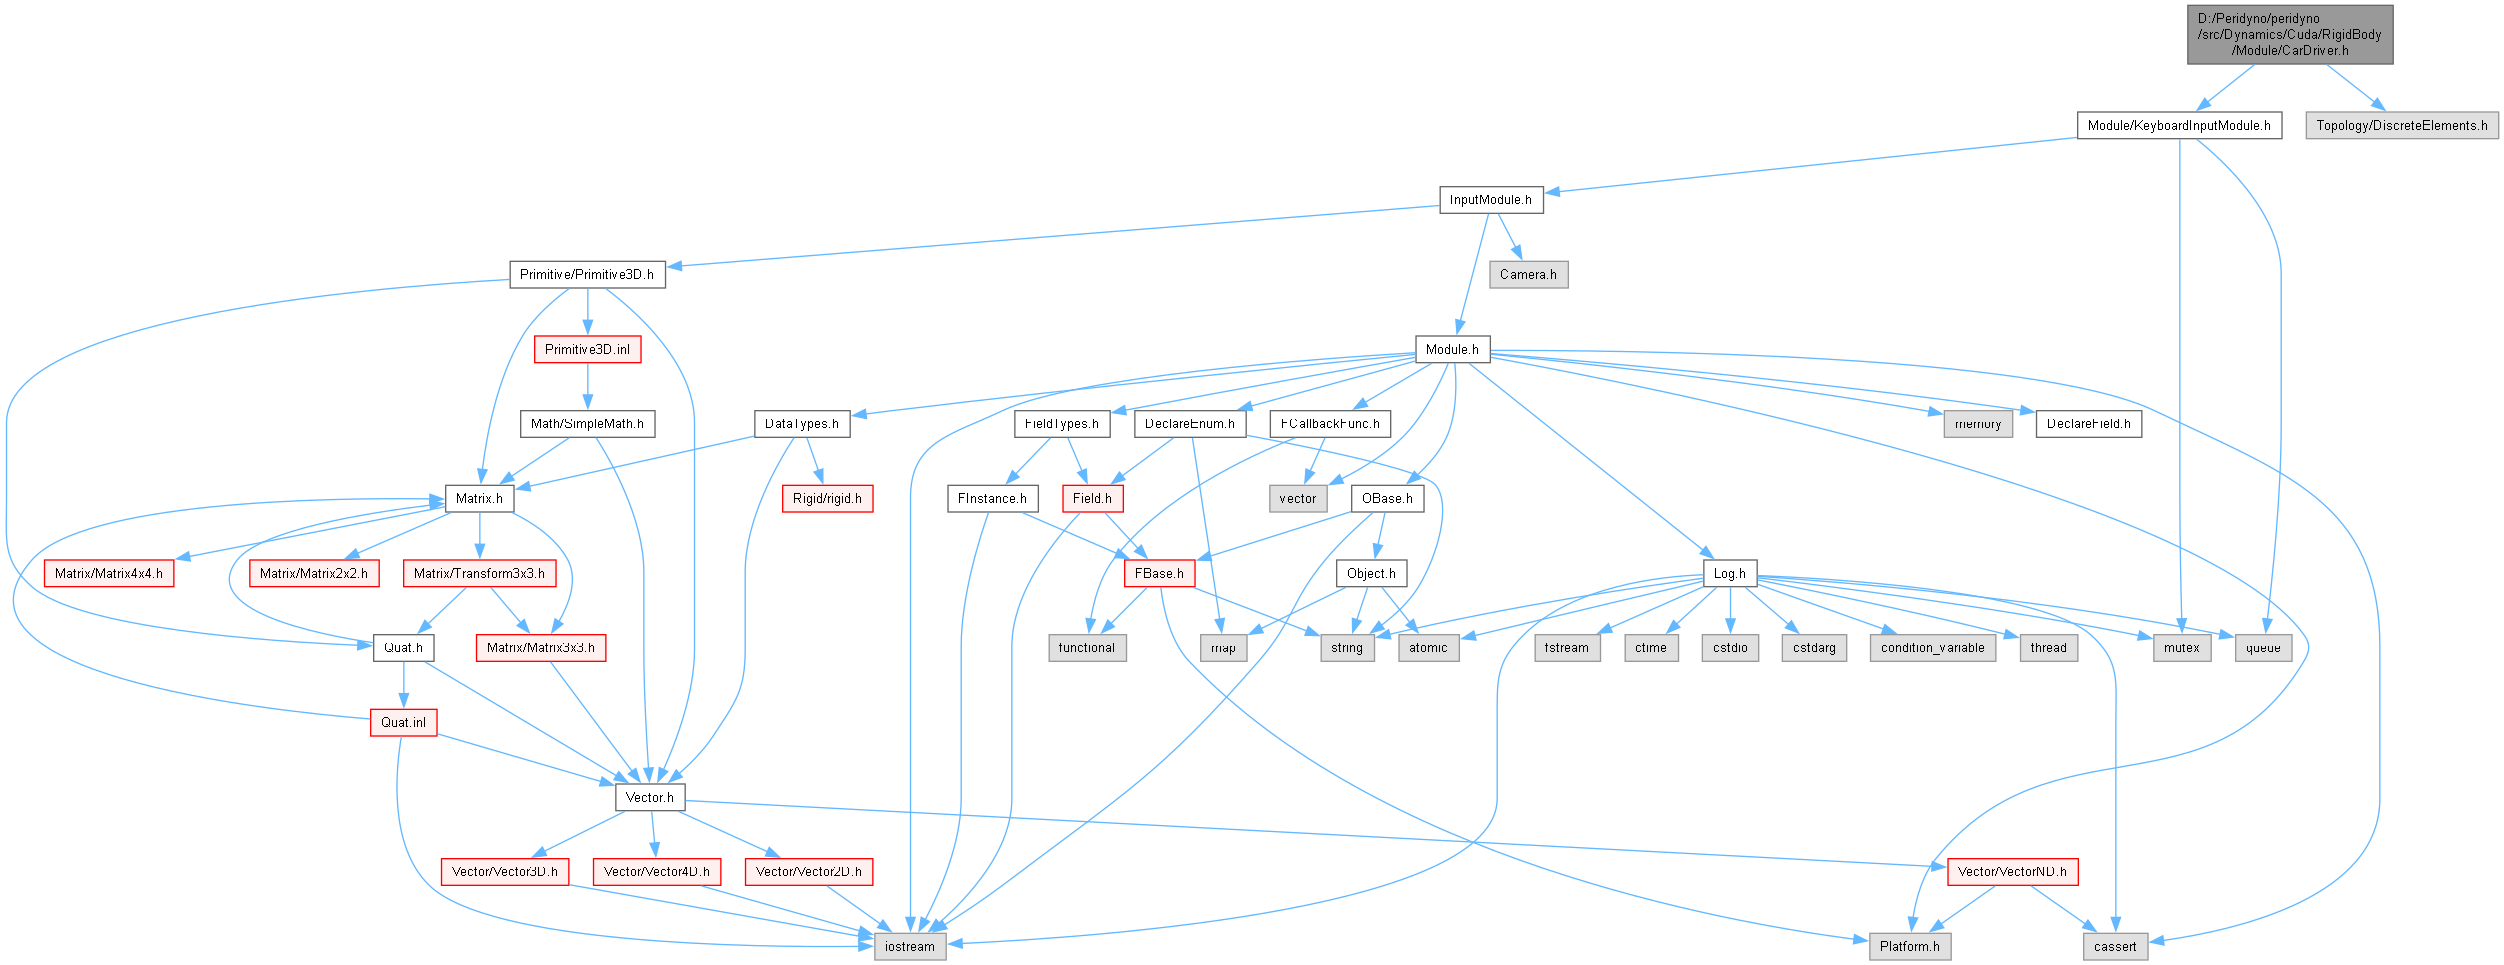 D:/Peridyno/peridyno
/src/Dynamics/Cuda/RigidBody
/Module/CarDriver.h
Module/KeyboardInputModule.h
Topology/DiscreteElements.h
InputModule.h
Primitive/Primitive3D.h
Camera.h
Primitive3D.inl
Module.h
Math/SimpleMath.h
DataTypes.h
FieldTypes.h
DeclareEnum.h
FCallbackFunc.h
memory
DeclareField.h
Matrix.h
Rigid/rigid.h
FInstance.h
Field.h
vector
OBase.h
Matrix/Matrix4x4.h
Matrix/Matrix2x2.h
Matrix/Transform3x3.h
FBase.h
Object.h
Log.h
Quat.h
Matrix/Matrix3x3.h
functional
map
string
atomic
fstream
ctime
cstdio
cstdarg
condition_variable
thread
mutex
queue
Quat.inl
Vector.h
Vector/Vector3D.h
Vector/Vector4D.h
Vector/Vector2D.h
Vector/VectorND.h
iostream
Platform.h
cassert